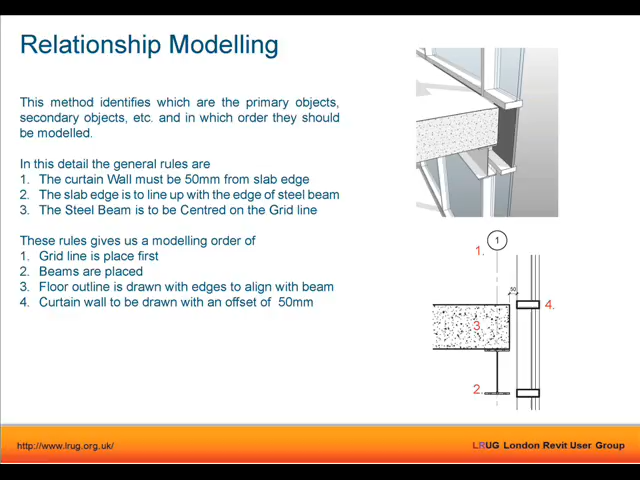 Relationship Modelling
This method identifies which are the primary objects,
secondary objects, etc. and in which order they should
be modelled.
In this detail the general rules are
1. The curtain Wall must be 50mm from slab edge
2. The slab edge is to line up with the edge of steel beam
3. The Steel Beam is to be Centred on the Grid line
These rules gives us a modelling order of
1. Grid line is place first
2. Beams are placed
3. Floor outline is drawn with edges to align with beam
4. Curtain wall to be drawn with an offset of 50mm
1
1.
50
4.
3.
2.
http://www.lrug.org.uk/
LRUG London Revit User Group